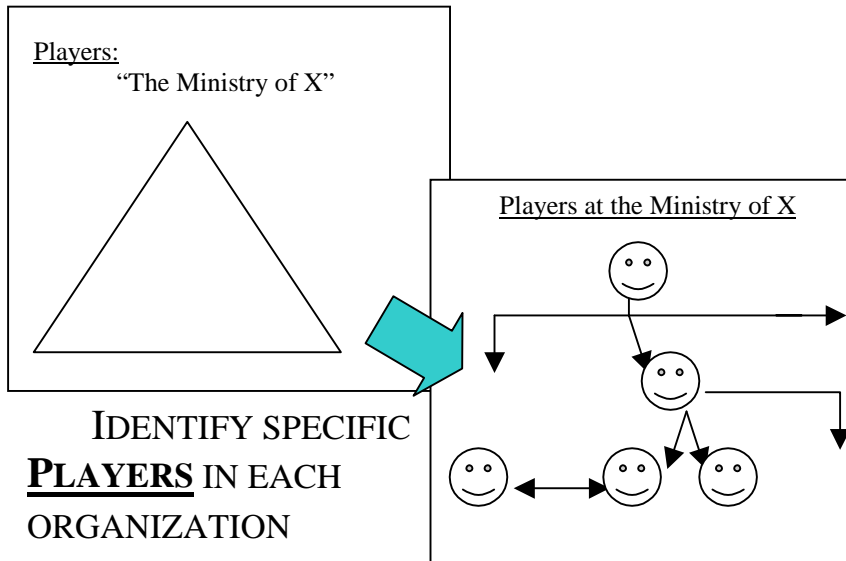 Players:
“The Ministry of X”
Players at the Ministry of X
IDENTIFY SPECIFIC
PLAYERS IN EACH
ORGANIZATION